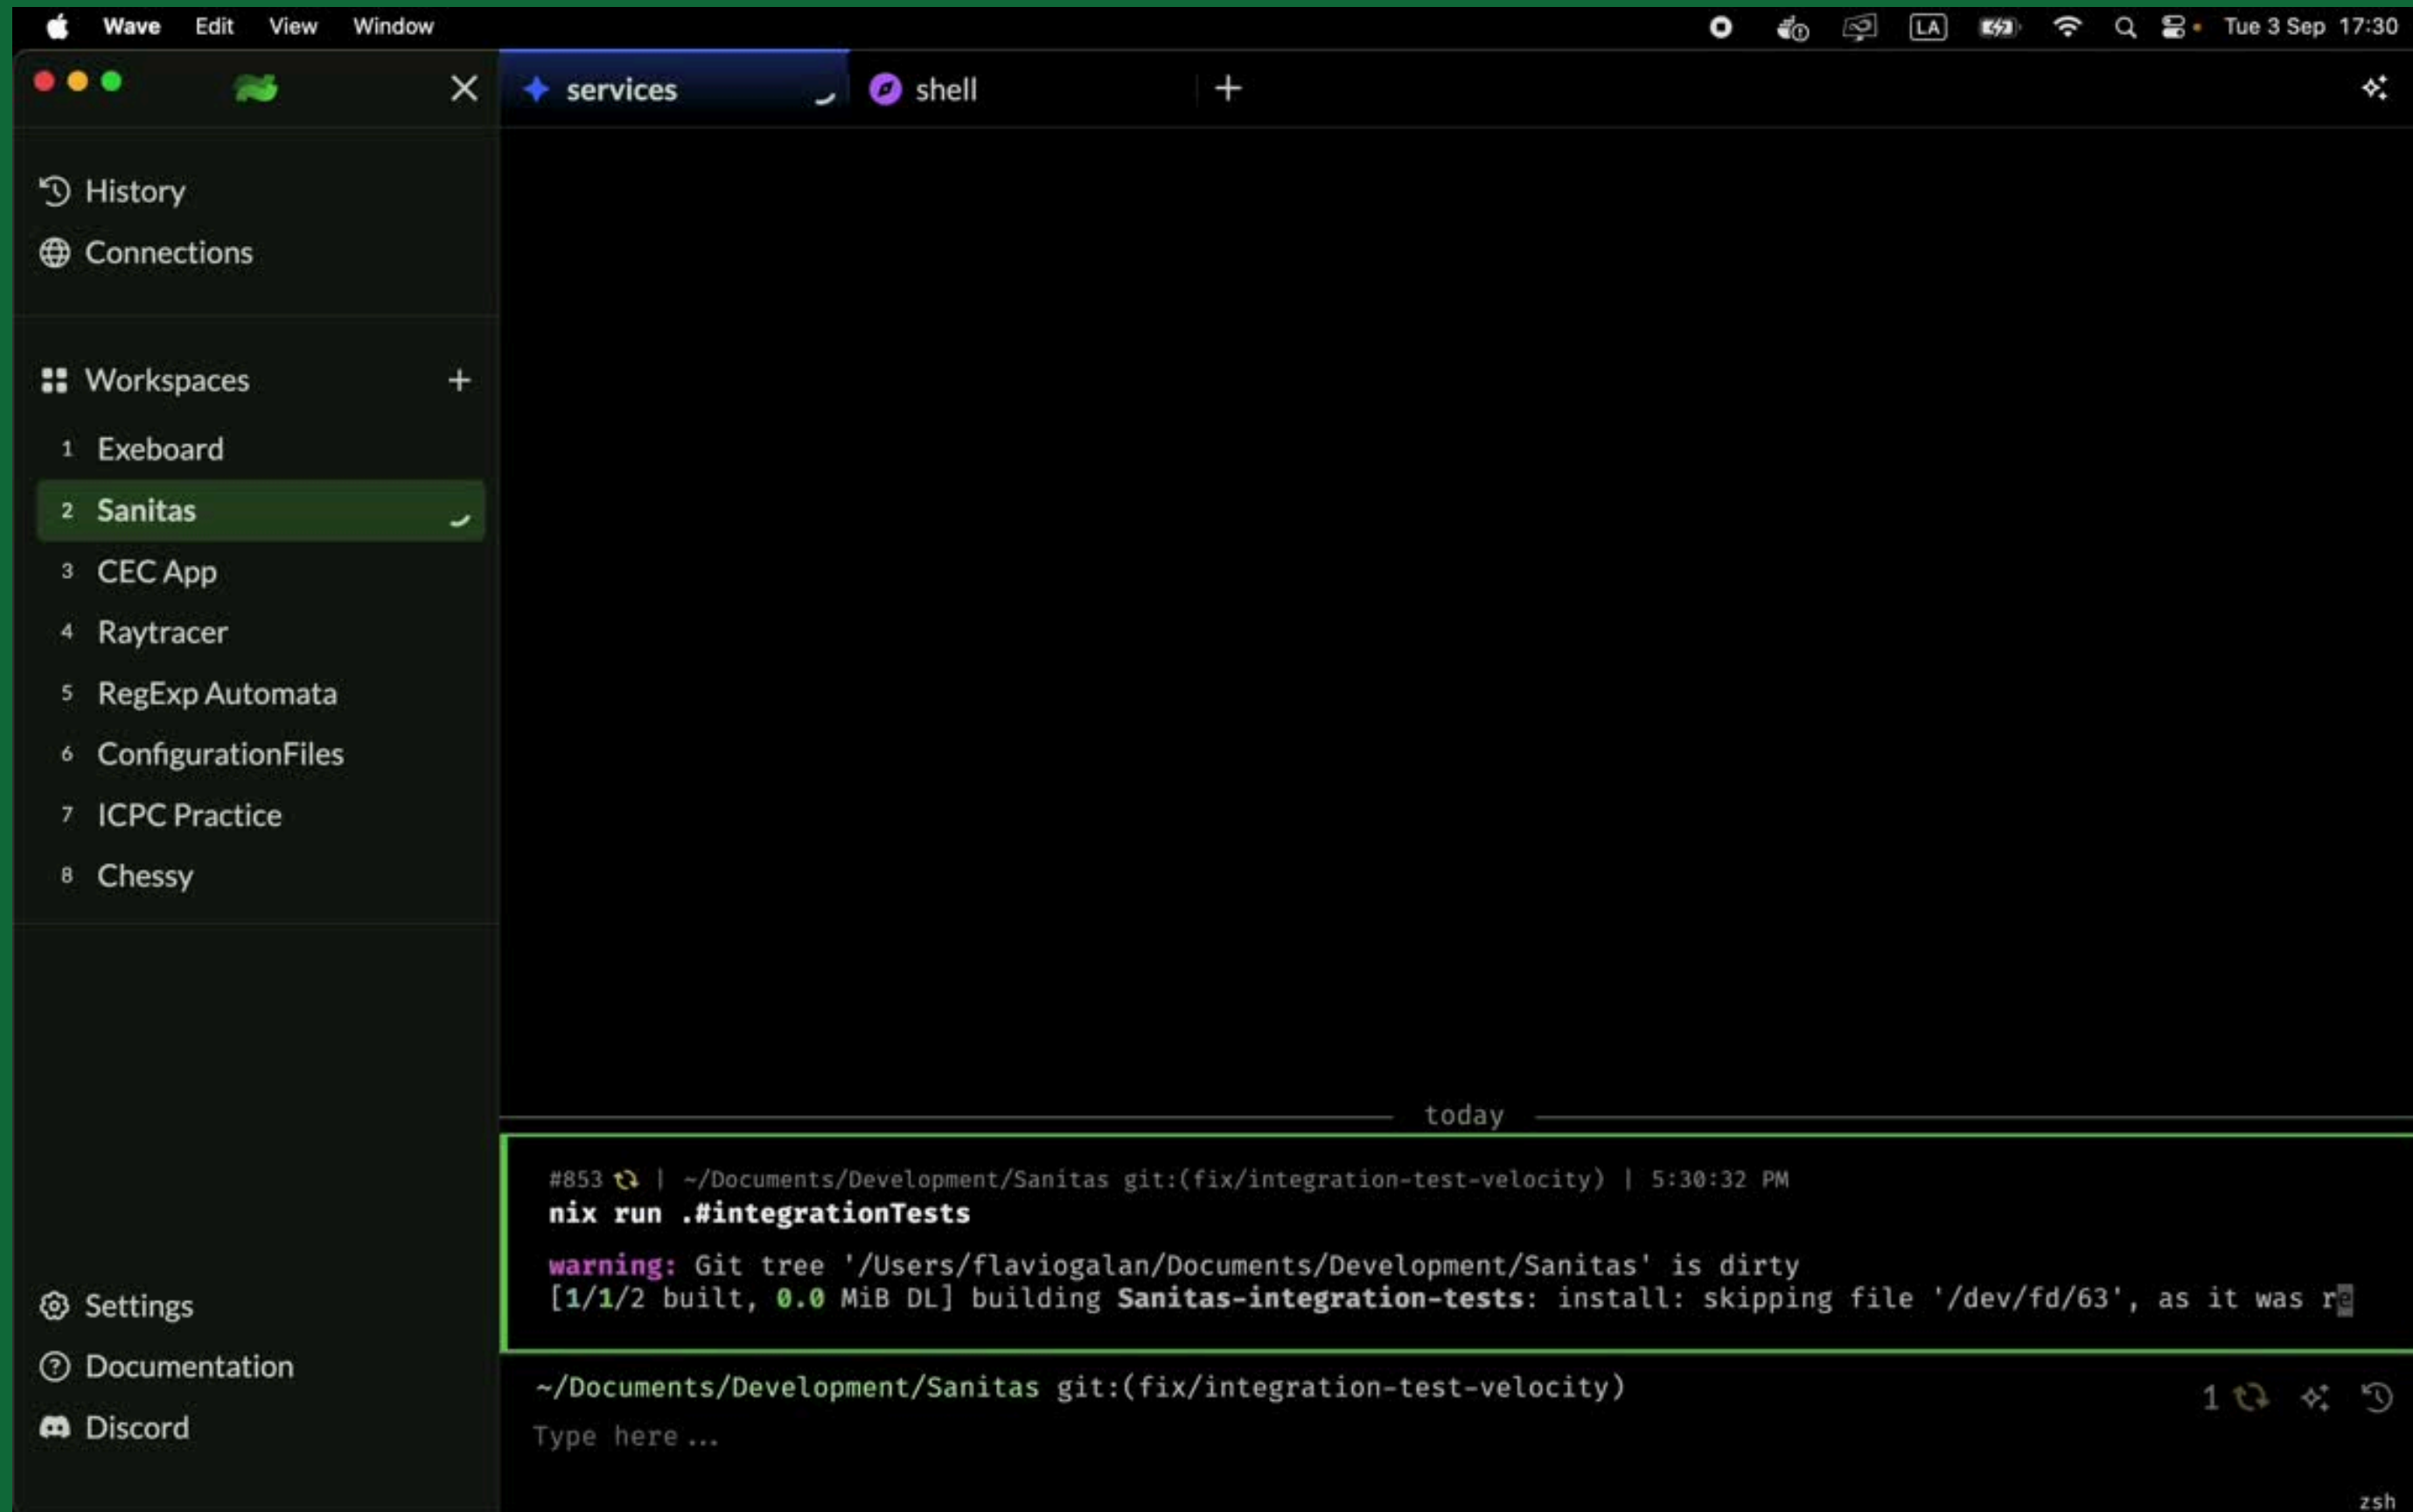 Wave Edit View Window LA Tue 3 Sep 17:30
services shell
History
Connections
Workspaces
1 Exeboard
2 Sanitas
3 CEC App
4 Raytracer
5 RegExp Automata
6 ConfigurationFiles
7 ICPC Practice
8 Chessy
Settings
Documentation
Discord
today
#853 | ~/Documents/Development/Sanitas git:(fix/integration-test-velocity) | 5:30:32 PM
nix run .#integrationTests
warning: Git tree '/Users/flaviogalan/Documents/Development/Sanitas' is dirty
[1/1/2 built, 0.0 MiB DL] building Sanitas-integration-tests: install: skipping file '/dev/fd/63', as it was re
~/Documents/Development/Sanitas git:(fix/integration-test-velocity)
1
Type here ...
zsh